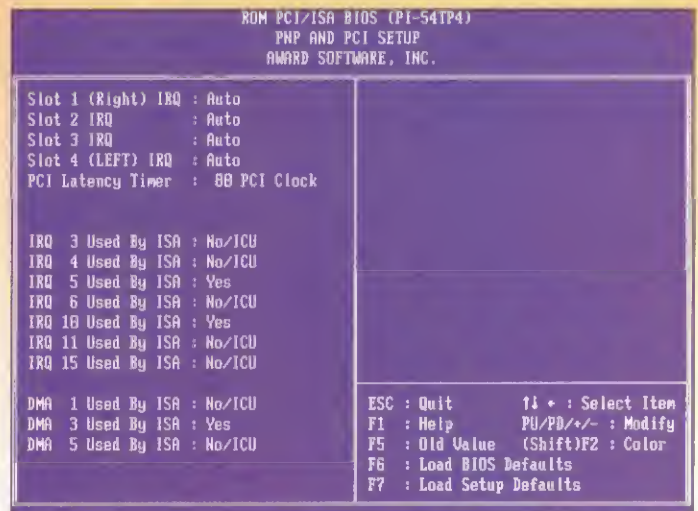 ROM PCI/ISA BIOS (PI-54TP4)
PNP AND PCI SETUP
AWARD SOFTWARE, INC.
Slot 1 (Right) IRQ : Auto
Slot 2 IRQ : Auto
Slot 3 IRQ : Auto
Slot 4 (LEFT) IRQ : Auto
PCI Latency Timer : 80 PCI Clock
IRQ 3 Used By ISA : No/ICU
IRQ 4 Used By ISA : No/ICU
IRQ 5 Used By ISA : Yes
IRQ 6 Used By ISA : No/ICU
IRQ 10 Used By ISA : Yes
IRQ 11 Used By ISA : No/ICU
IRQ 15 Used By ISA : No/ICU
DMA 1 Used By ISA : No/ICU
DMA 3 Used By ISA : Yes
DMA 5 Used By ISA : No/ICU
ESC : Quit ↑↓ + : Select Item
F1 : Help PU/PD/+/- : Modify
F5 : Old Value (Shift)F2 : Color
F6 : Load BIOS Defaults
F7 : Load Setup Defaults